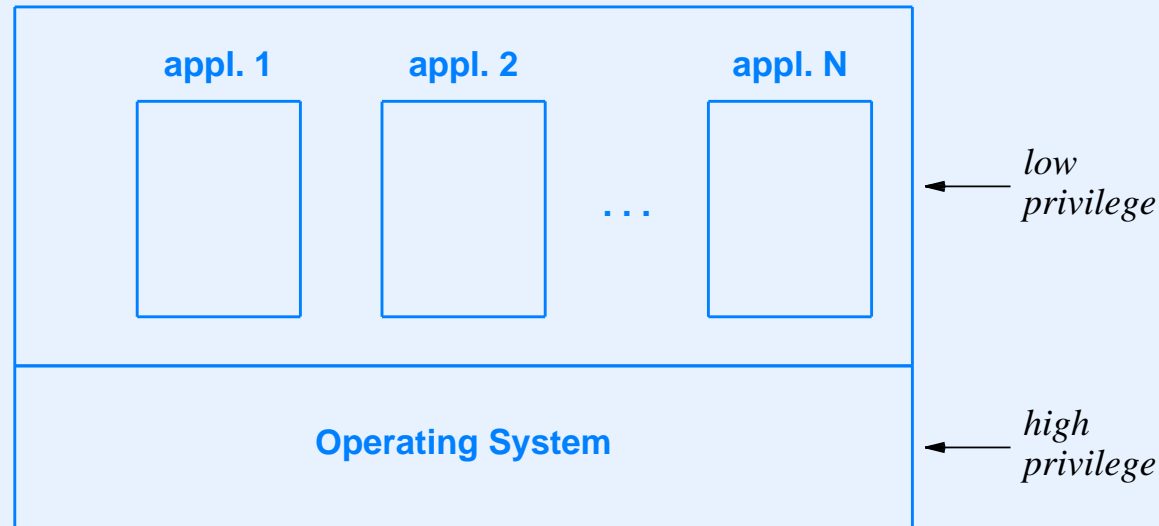 appl. 1 appl. 2 appl. N
. . .
low
privilege
Operating System
high
privilege